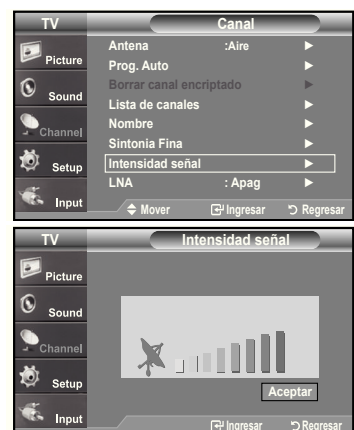 TV Canal
Picture
Sound
Channel
Setup
Input
Antena :Aire
Prog. Auto
Borrar canal encriptado
Lista de canales
Nombre
Sintonia Fina
Intensidad señal
LNA : Apag
Mover Ingresar Regresar
TV Intensidad señal
Picture
Sound
Channel
Setup
Input
Aceptar
Ingresar Regresar